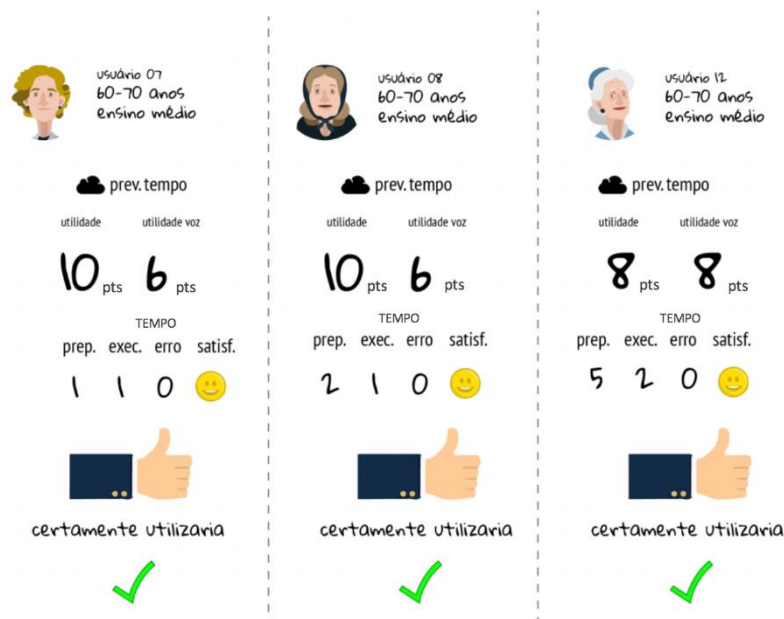 usuário 07
60-70 anos
ensino médio
prev. tempo
utilidade utilidade voz
10 pts 6 pts
TEMPO
prep. exec. erro satisf.
1 1 0
certamente utilizaria
usuário 08
60-70 anos
ensino médio
prev. tempo
utilidade utilidade voz
10 pts 6 pts
TEMPO
prep. exec. erro satisf.
2 1 0
certamente utilizaria
usuário 12
60-70 anos
ensino médio
prev. tempo
utilidade utilidade voz
8 pts 8 pts
TEMPO
prep. exec. erro satisf.
5 2 0
certamente utilizaria